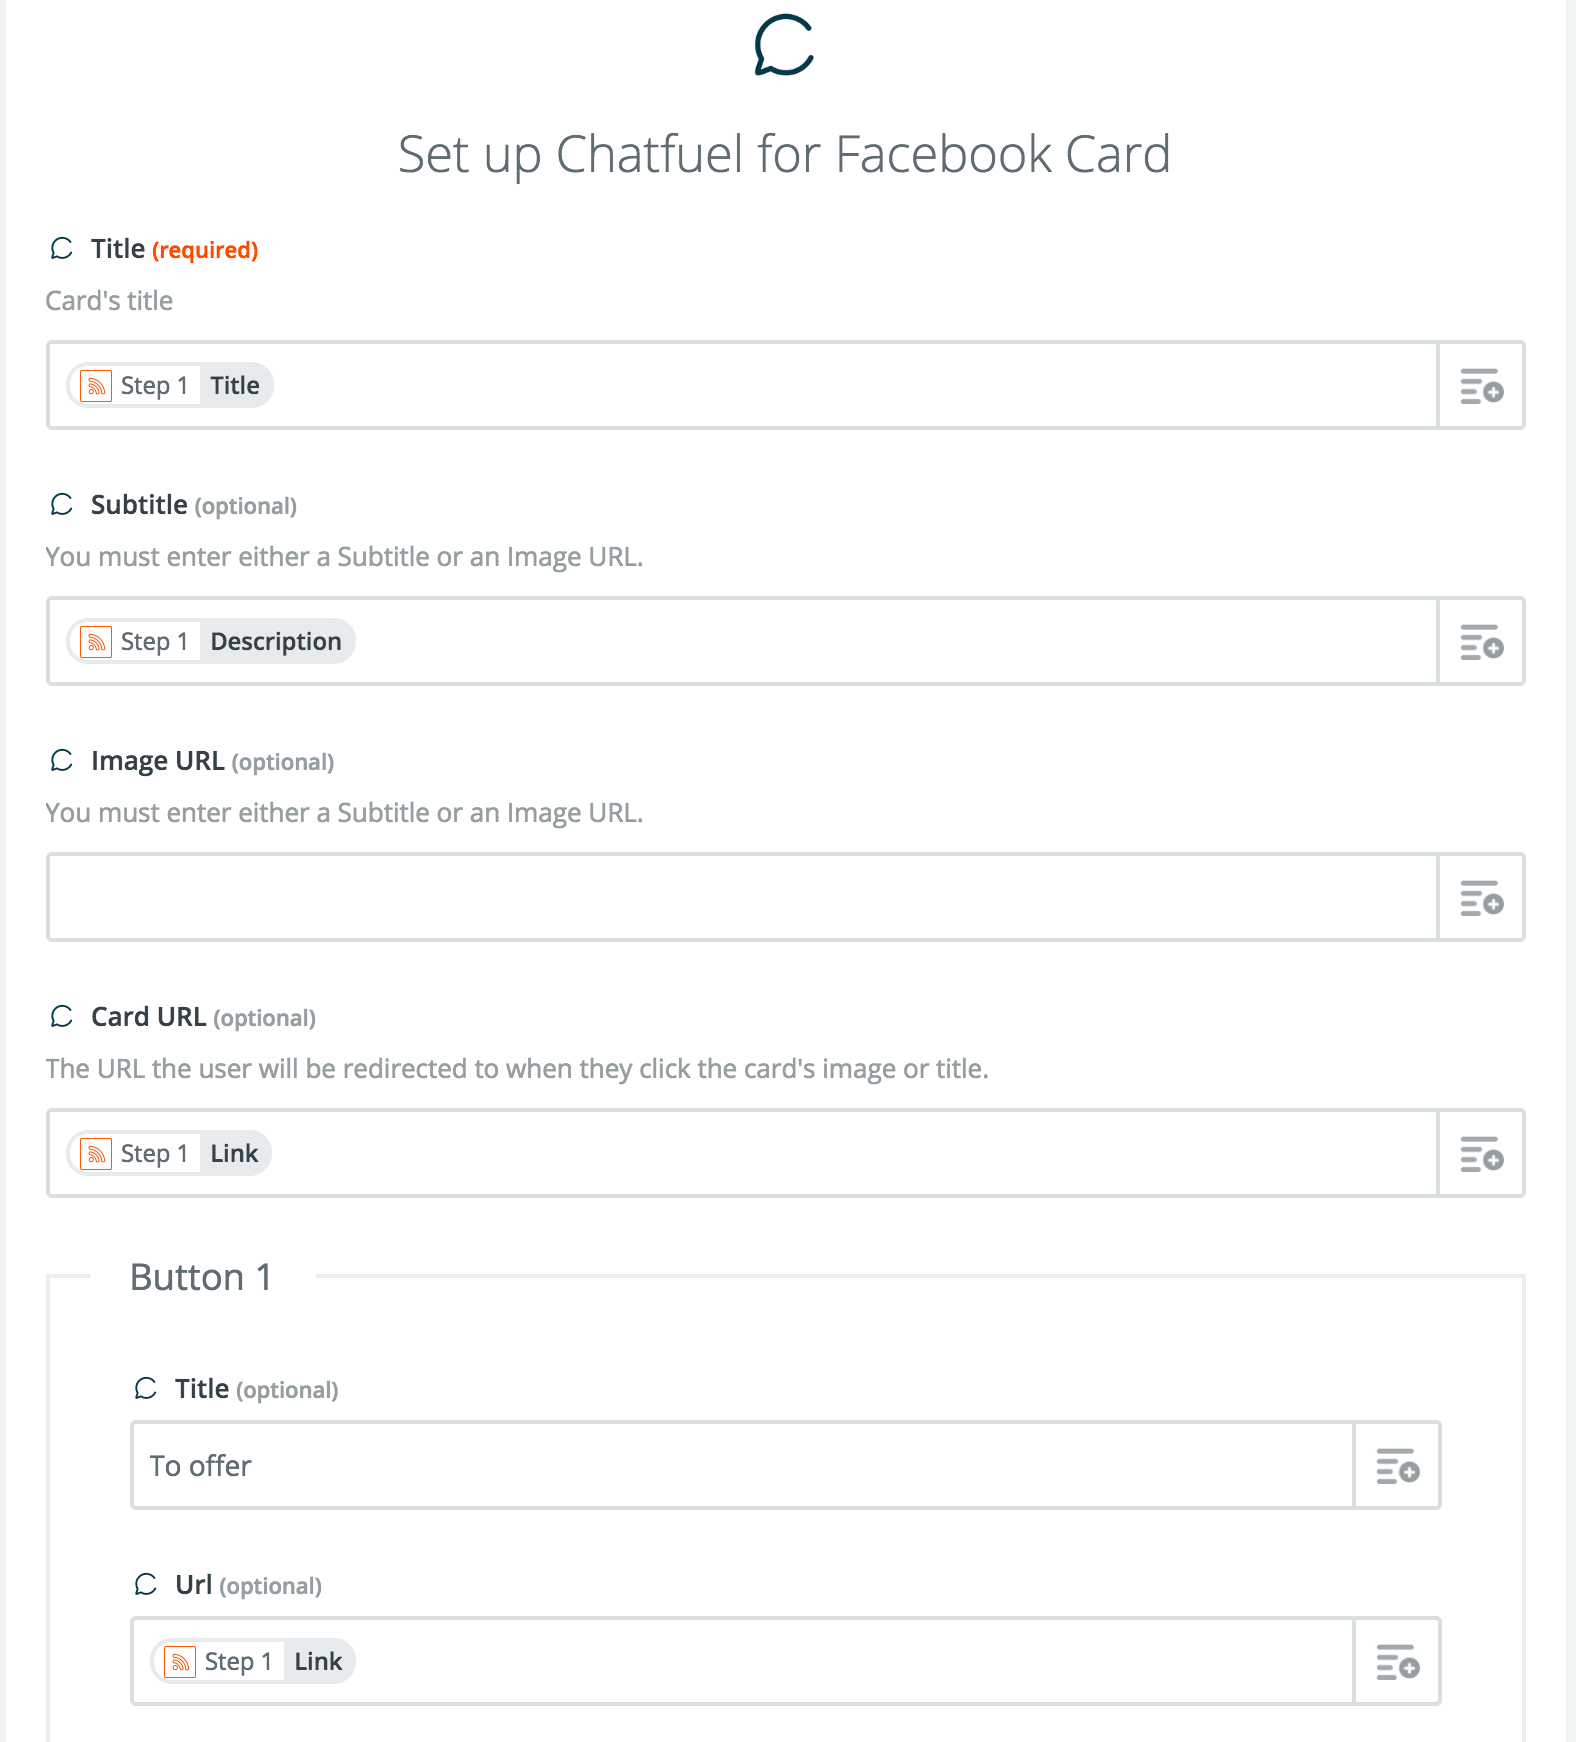 Set up Chatfuel for Facebook Card
Title (required)
Card's title
Step 1 Title
Subtitle (optional)
You must enter either a Subtitle or an Image URL.
Step 1 Description
Image URL (optional)
You must enter either a Subtitle or an Image URL.
Card URL (optional)
The URL the user will be redirected to when they click the card's image or title.
Step 1 Link
Button 1
Title (optional)
To offer
Url (optional)
Step 1 Link